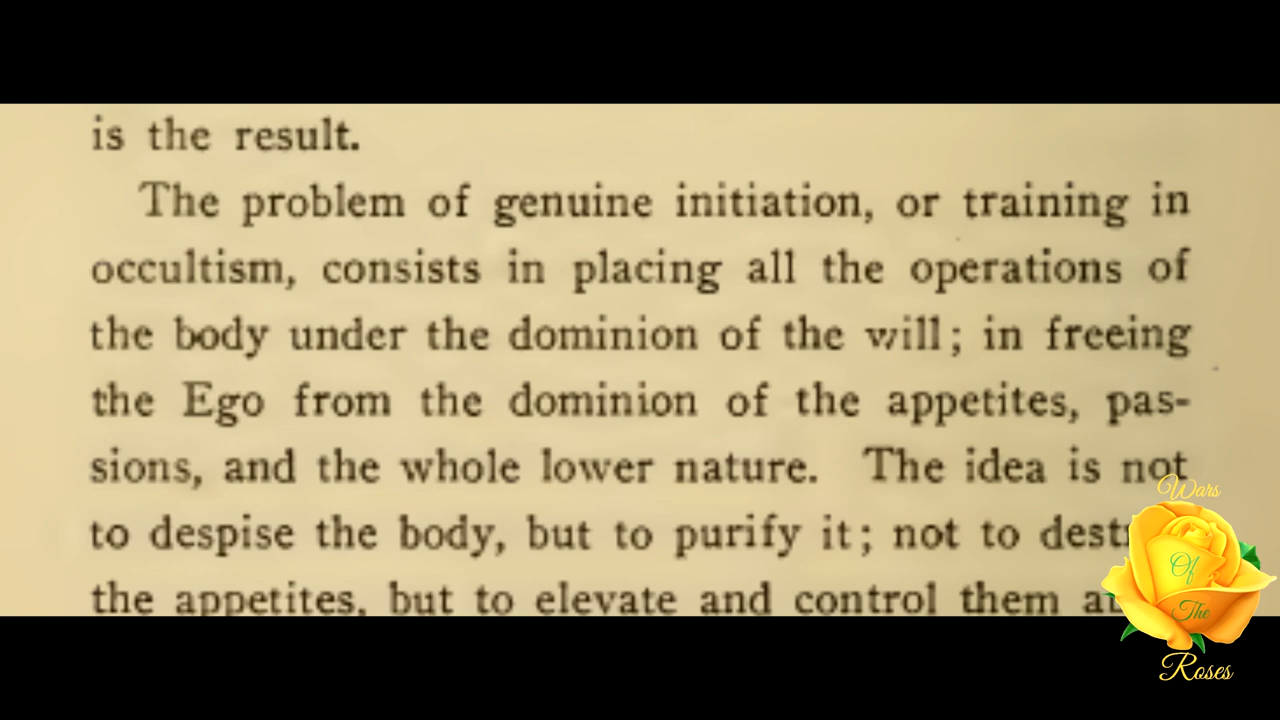 is the result.
The problem of genuine initiation, or training in
occultism, consists in placing all the operations of
the body under the dominion of the will; in freeing
the Ego from the dominion of the appetites, pas-
sions, and the whole lower nature. The idea is not
to despise the body, but to purify it; not to
the appetites, but to elevate and control them
Wars
Of
The
Roses